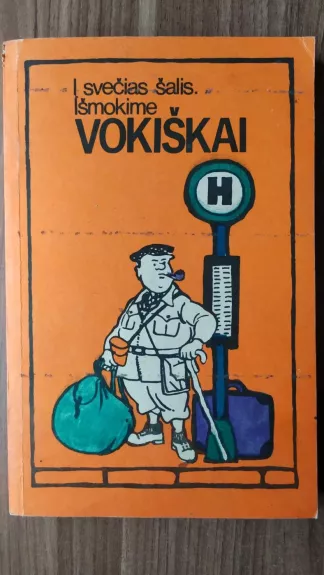 Į svečias šalis.
Išmokime
VOKIŠKAI
H